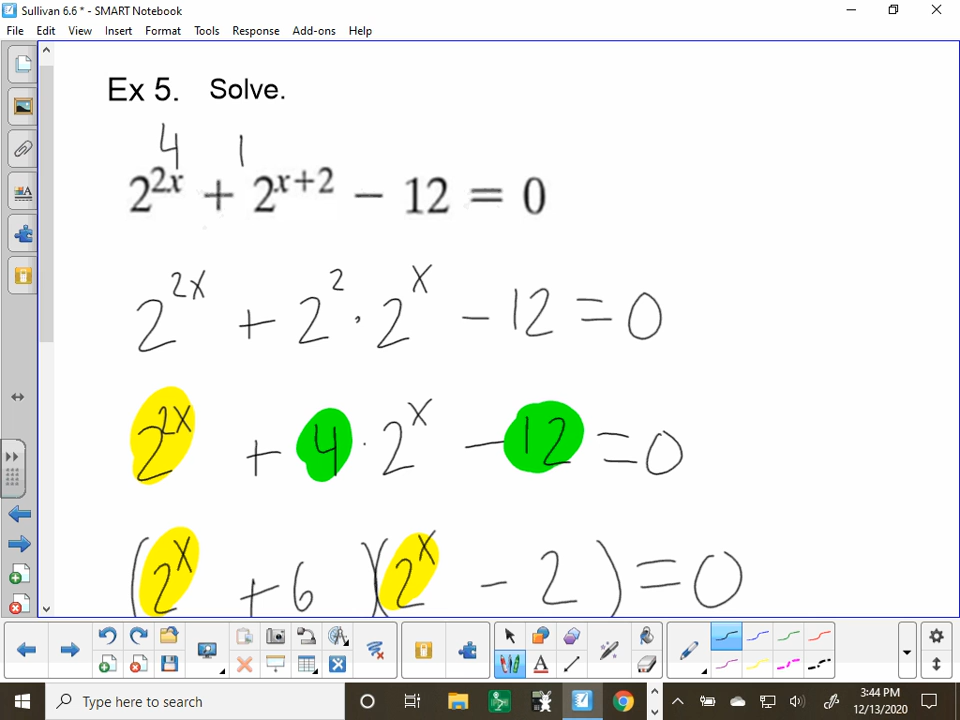 Sullivan 6.6 * - SMART Notebook
File Edit View Insert Format Tools Response Add-ons Help
Ex 5. Solve.
4 1
2^{2x} + 2^{x+2} − 12 = 0
2^{2x} + 2^2 · 2^x − 12 = 0
2^{2x} + 4 · 2^x − 12 = 0
(2^x + 6)(2^x − 2) = 0
Type here to search
3:44 PM
12/13/2020